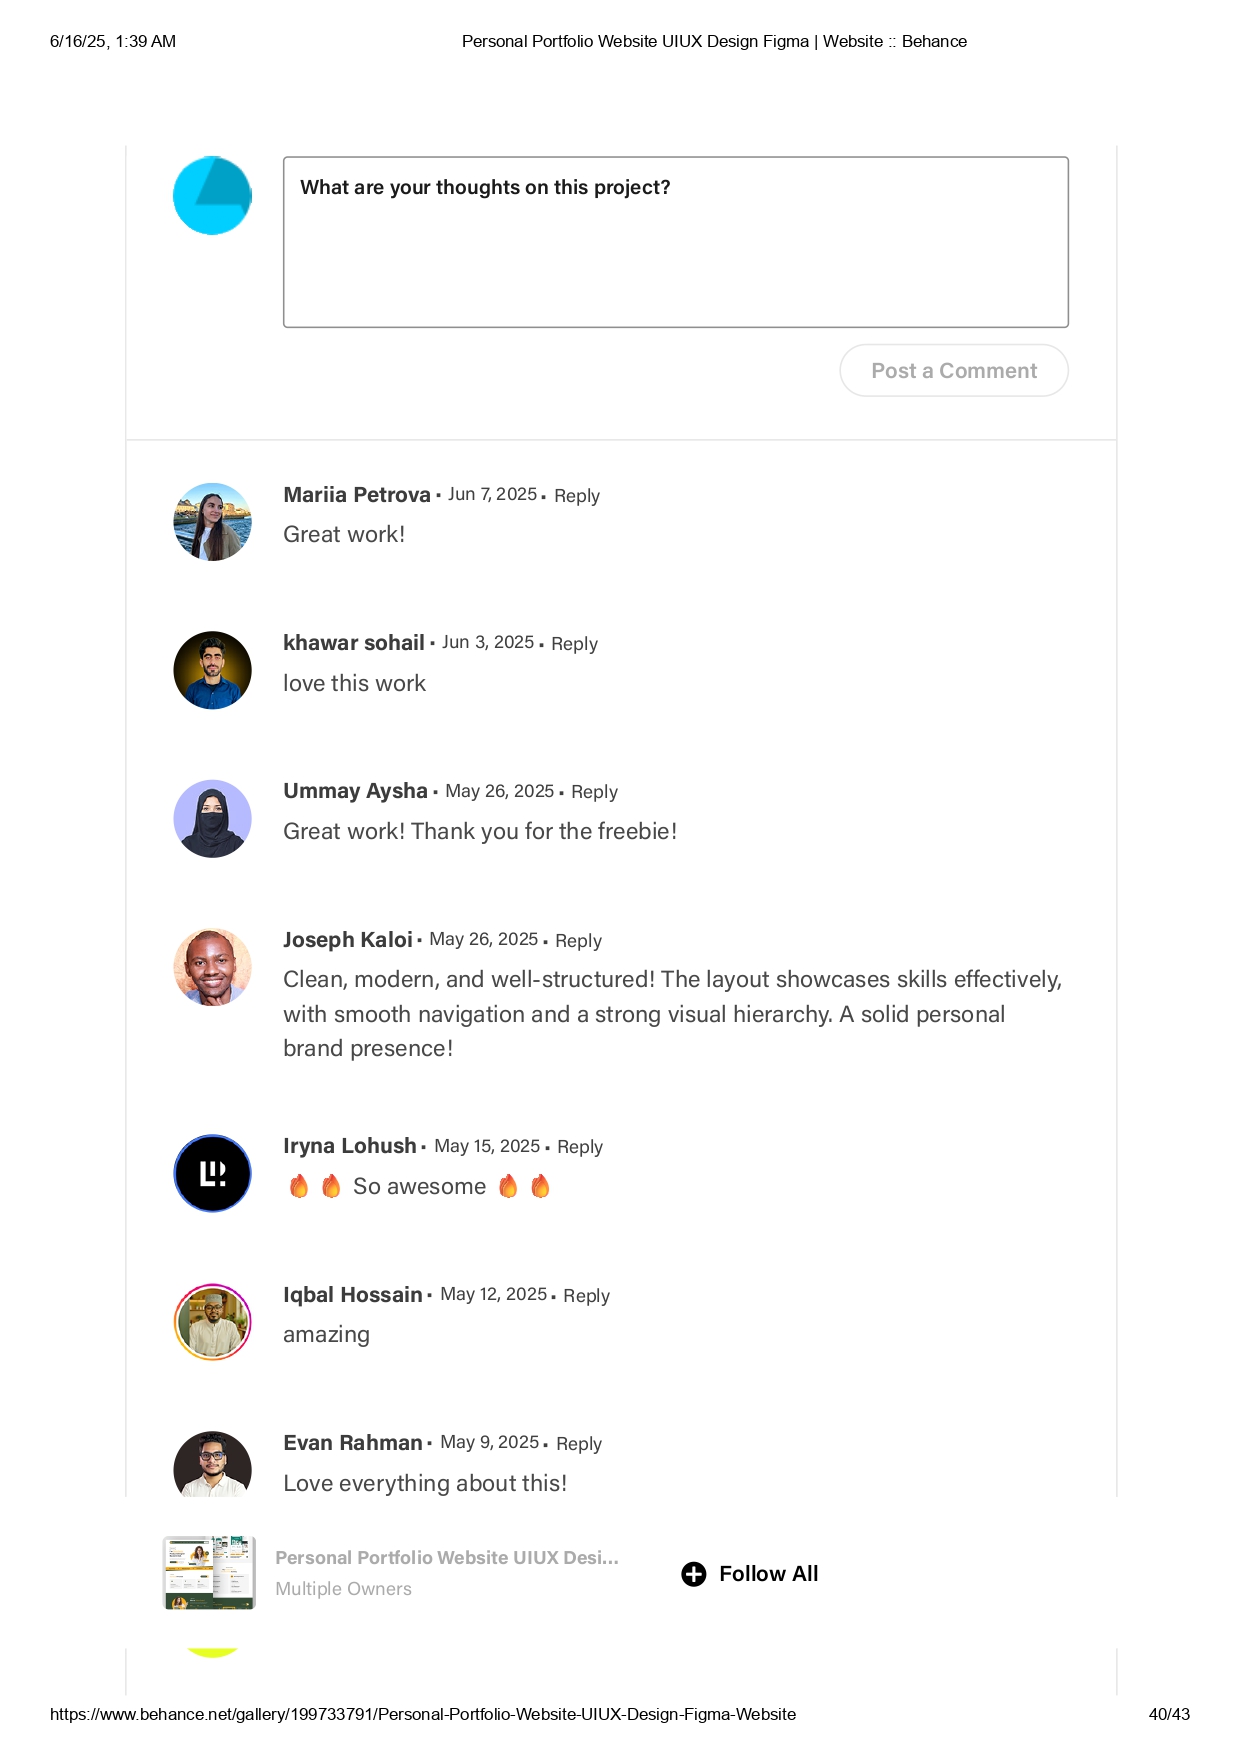 6/16/25, 1:39 AM
Personal Portfolio Website UIUX Design Figma | Website :: Behance
What are your thoughts on this project?
Post a Comment
Mariia Petrova · Jun 7, 2025 · Reply
Great work!
khawar sohail · Jun 3, 2025 · Reply
love this work
Ummay Aysha · May 26, 2025 · Reply
Great work! Thank you for the freebie!
Joseph Kaloi · May 26, 2025 · Reply
Clean, modern, and well-structured! The layout showcases skills effectively,
with smooth navigation and a strong visual hierarchy. A solid personal
brand presence!
Iryna Lohush · May 15, 2025 · Reply
🔥 🔥 So awesome 🔥 🔥
Iqbal Hossain · May 12, 2025 · Reply
amazing
Evan Rahman · May 9, 2025 · Reply
Love everything about this!
Personal Portfolio Website UIUX Desi...
Multiple Owners
Follow All
https://www.behance.net/gallery/199733791/Personal-Portfolio-Website-UIUX-Design-Figma-Website
40/43